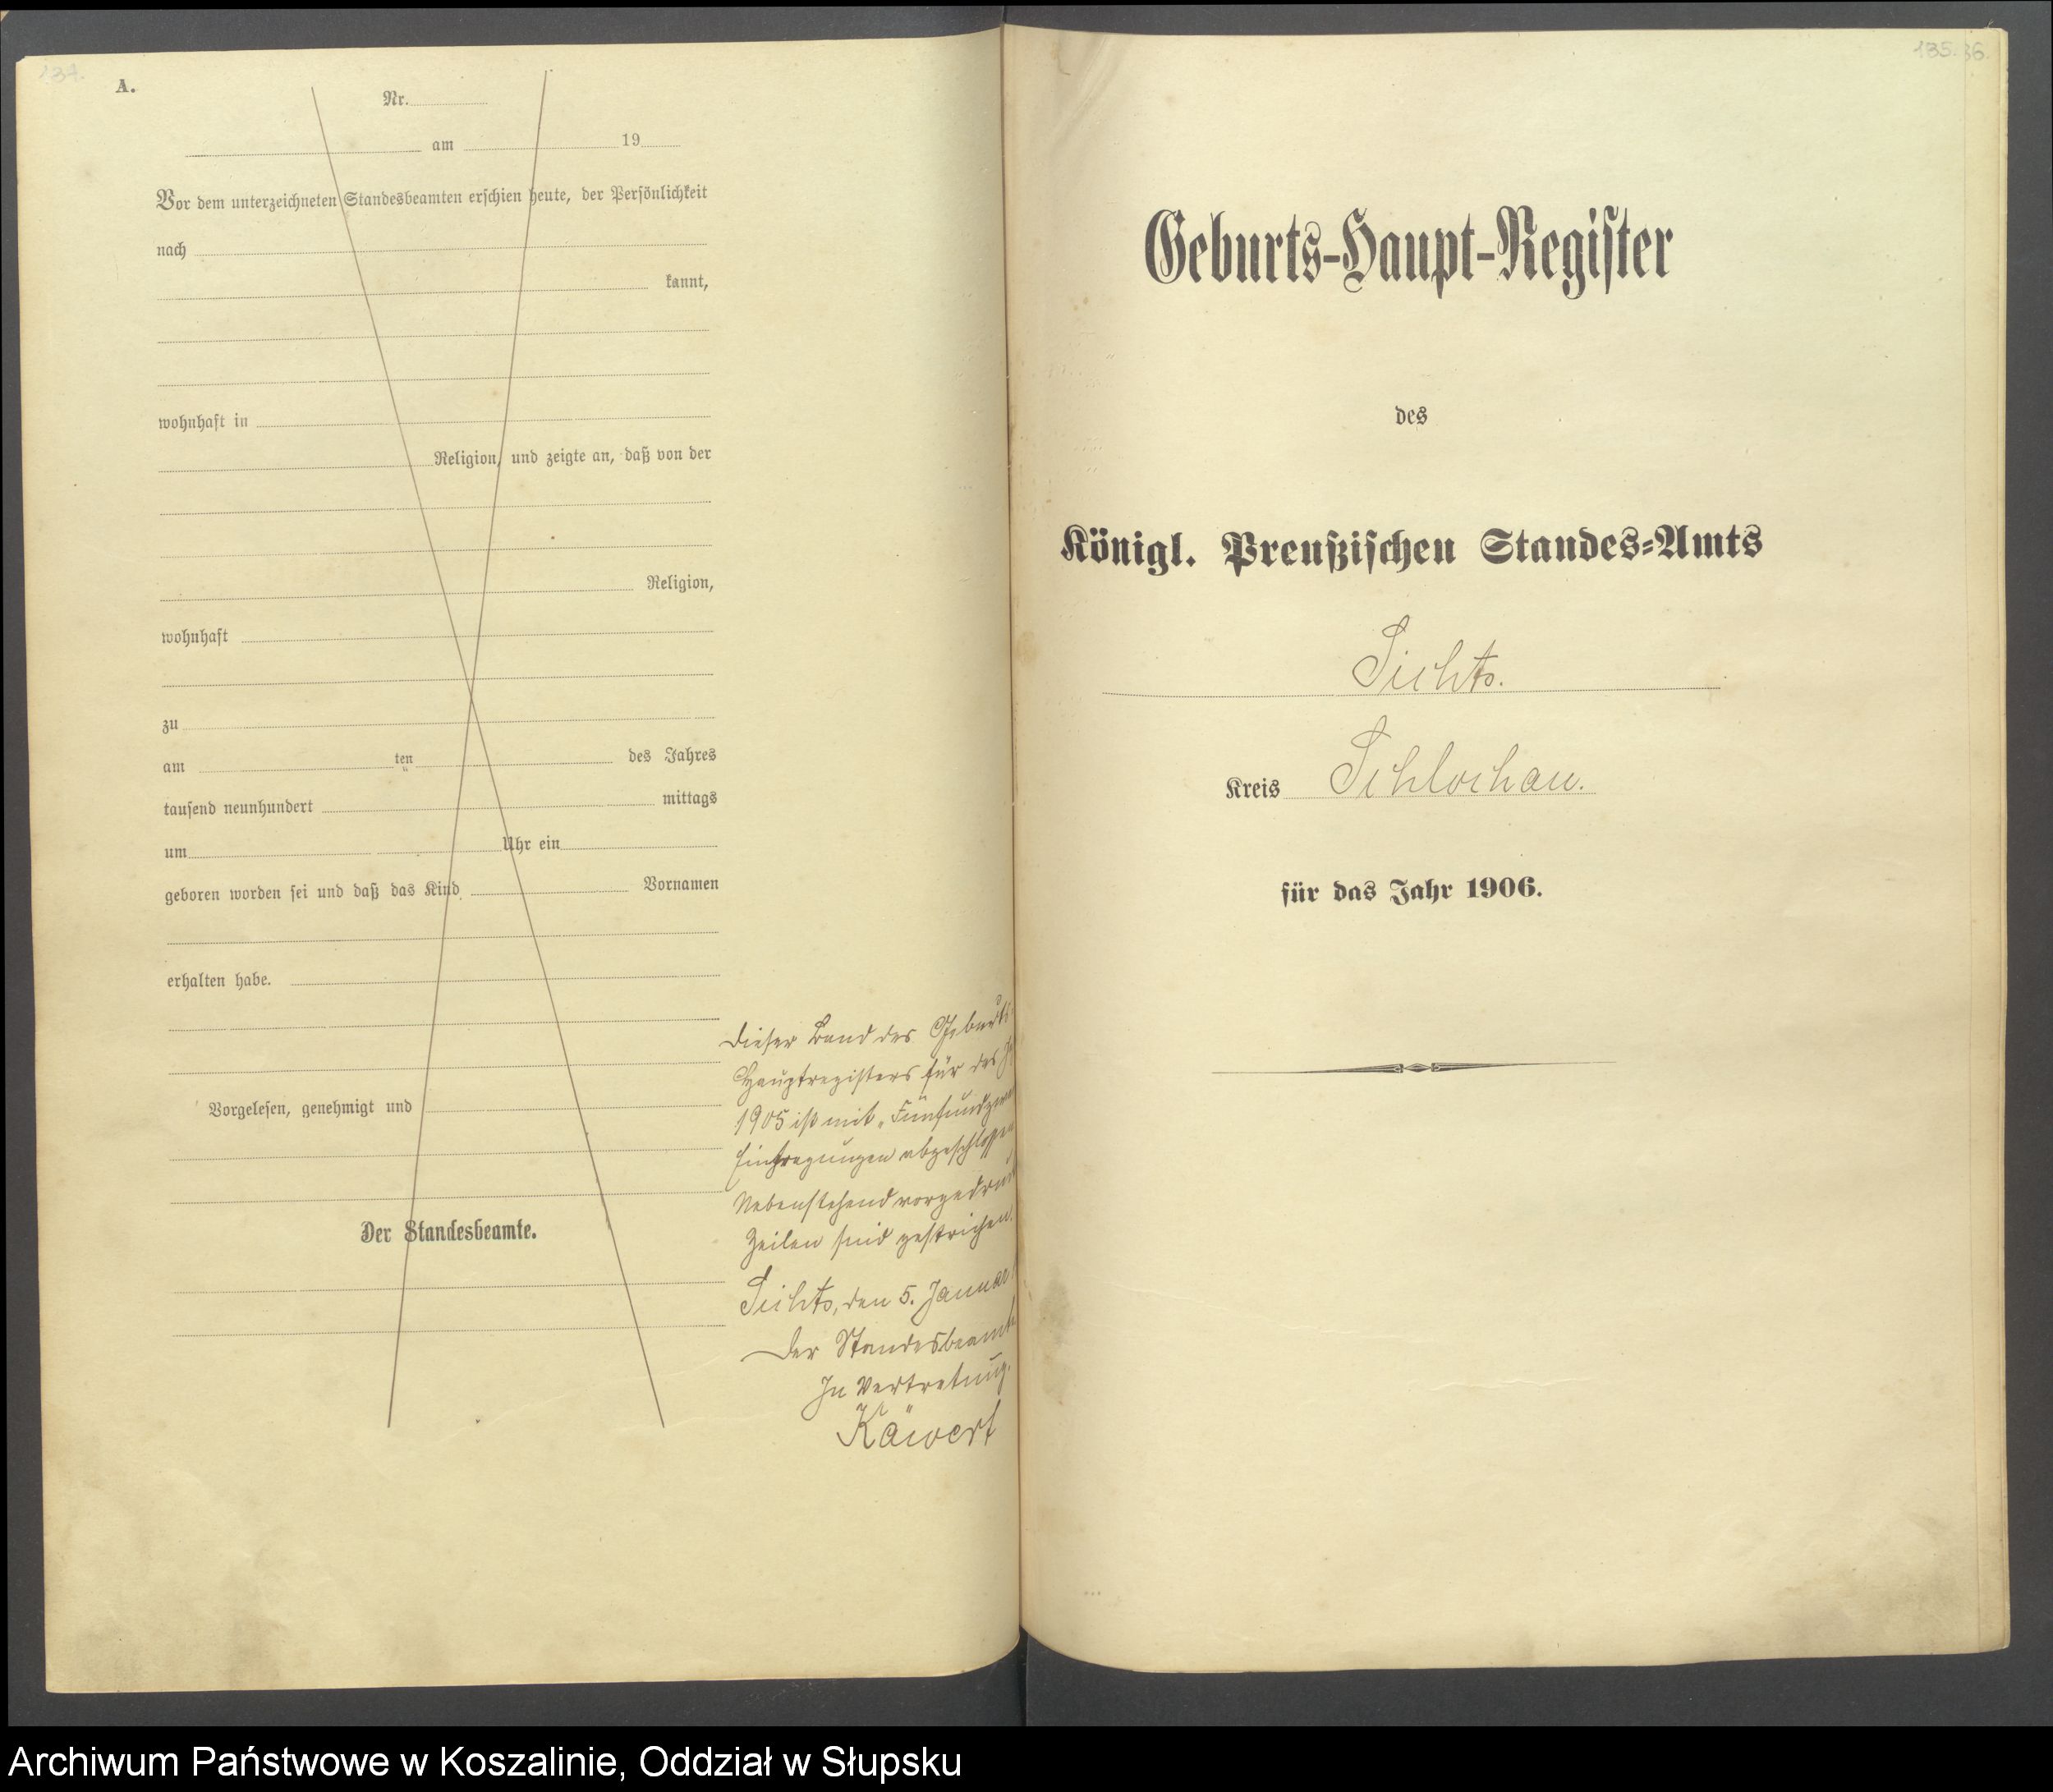 134.
A.
Nr.
am 19
Vor dem unterzeichneten Standesbeamten erschien heute, der Persönlichkeit
nach
kannt,
wohnhaft in
Religion, und zeigte an, daß von der
Religion,
wohnhaft
zu
am ten des Jahres
tausend neunhundert mittags
um Uhr ein
geboren worden sei und daß das Kind Vornamen
erhalten habe.
Vorgelesen, genehmigt und
Der Standesbeamte.
Dieser Band des Geburts-
Hauptregisters für das
1905 ist mit „Fünfund
Eintragungen abgeschlossen
Nebenstehend
Zeilen sind gestrichen.
Sichts, den 5. Januar
Der Standesbeamte
In Vertretung.
Käwert
135.36.
Geburts-Haupt-Register
des
Königl. Preußischen Standes-Amts
Sichts.
Kreis Schlochau.
für das Jahr 1906.
Archiwum Państwowe w Koszalinie, Oddział w Słupsku